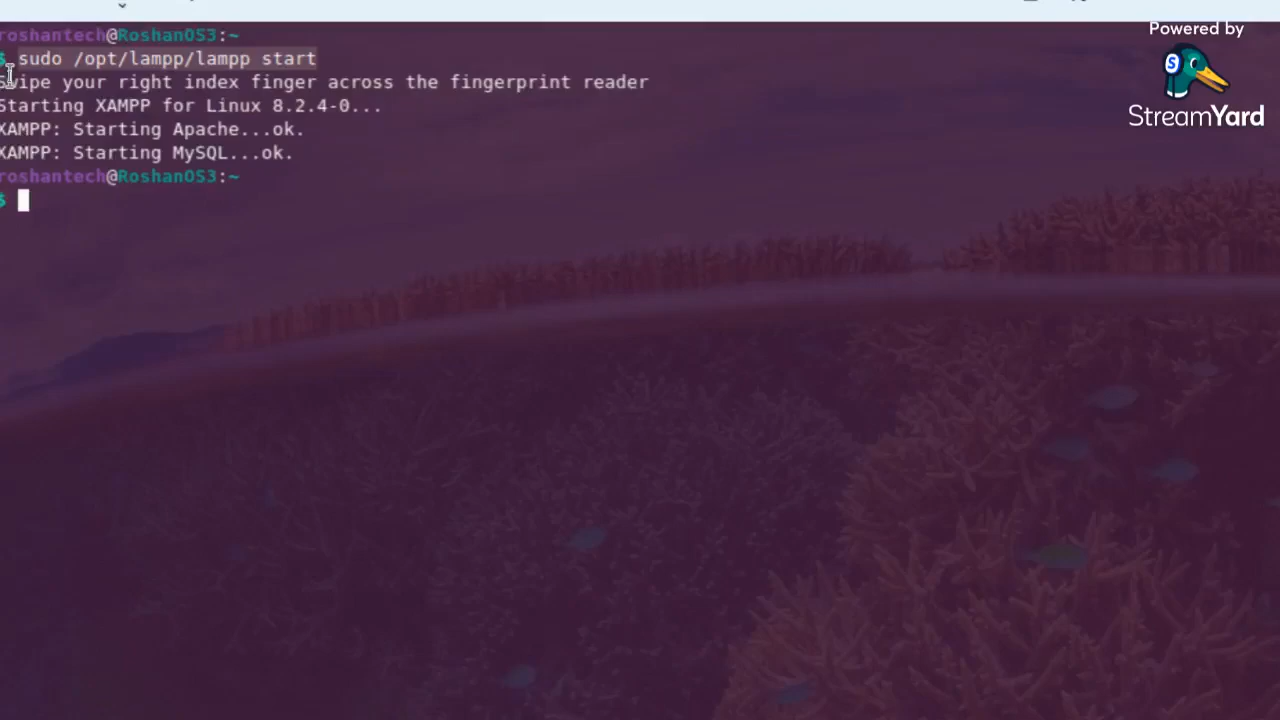 roshantech@RoshanOS3:~
$ sudo /opt/lampp/lampp start
Swipe your right index finger across the fingerprint reader
Starting XAMPP for Linux 8.2.4-0...
XAMPP: Starting Apache...ok.
XAMPP: Starting MySQL...ok.
roshantech@RoshanOS3:~
$
Powered by
S
StreamYard